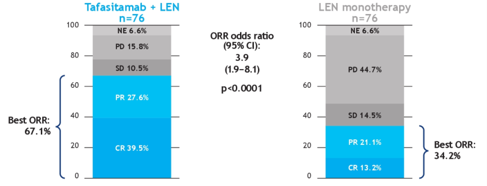 Tafasitamab + LEN
n=76
LEN monotherapy
n=76
100
80
60
40
20
0
NE 6.6%
PD 15.8%
SD 10.5%
PR 27.6%
CR 39.5%
Best ORR:
67.1%
ORR odds ratio
(95% CI):
3.9
(1.9–8.1)
p<0.0001
100
80
60
40
20
0
NE 6.6%
PD 44.7%
SD 14.5%
PR 21.1%
CR 13.2%
Best ORR:
34.2%